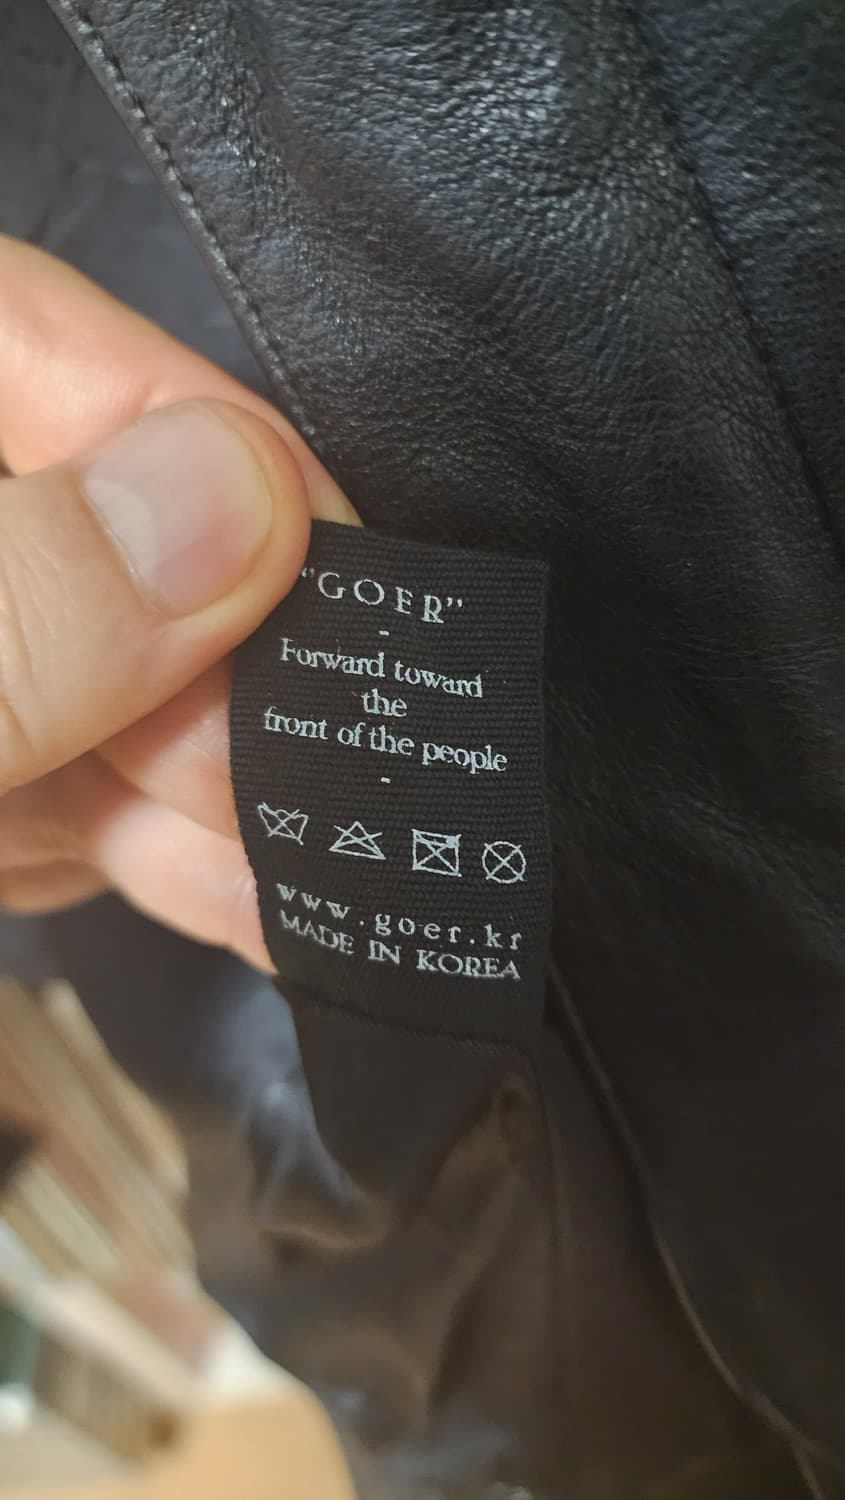 "GOER"
-
Forward toward
the
front of the people
-
www.goer.kr
MADE IN KOREA